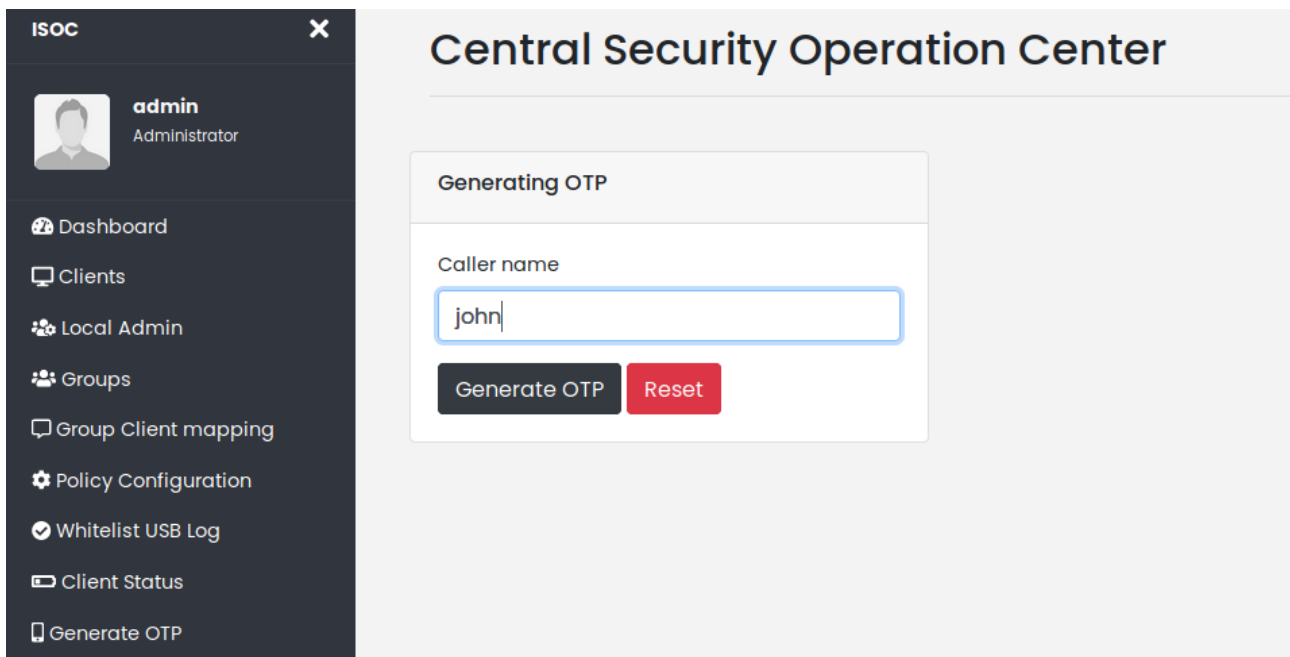 ISOC
admin
Administrator
Dashboard
Clients
Local Admin
Groups
Group Client mapping
Policy Configuration
Whitelist USB Log
Client Status
Generate OTP
Central Security Operation Center
Generating OTP
Caller name
john
Generate OTP Reset